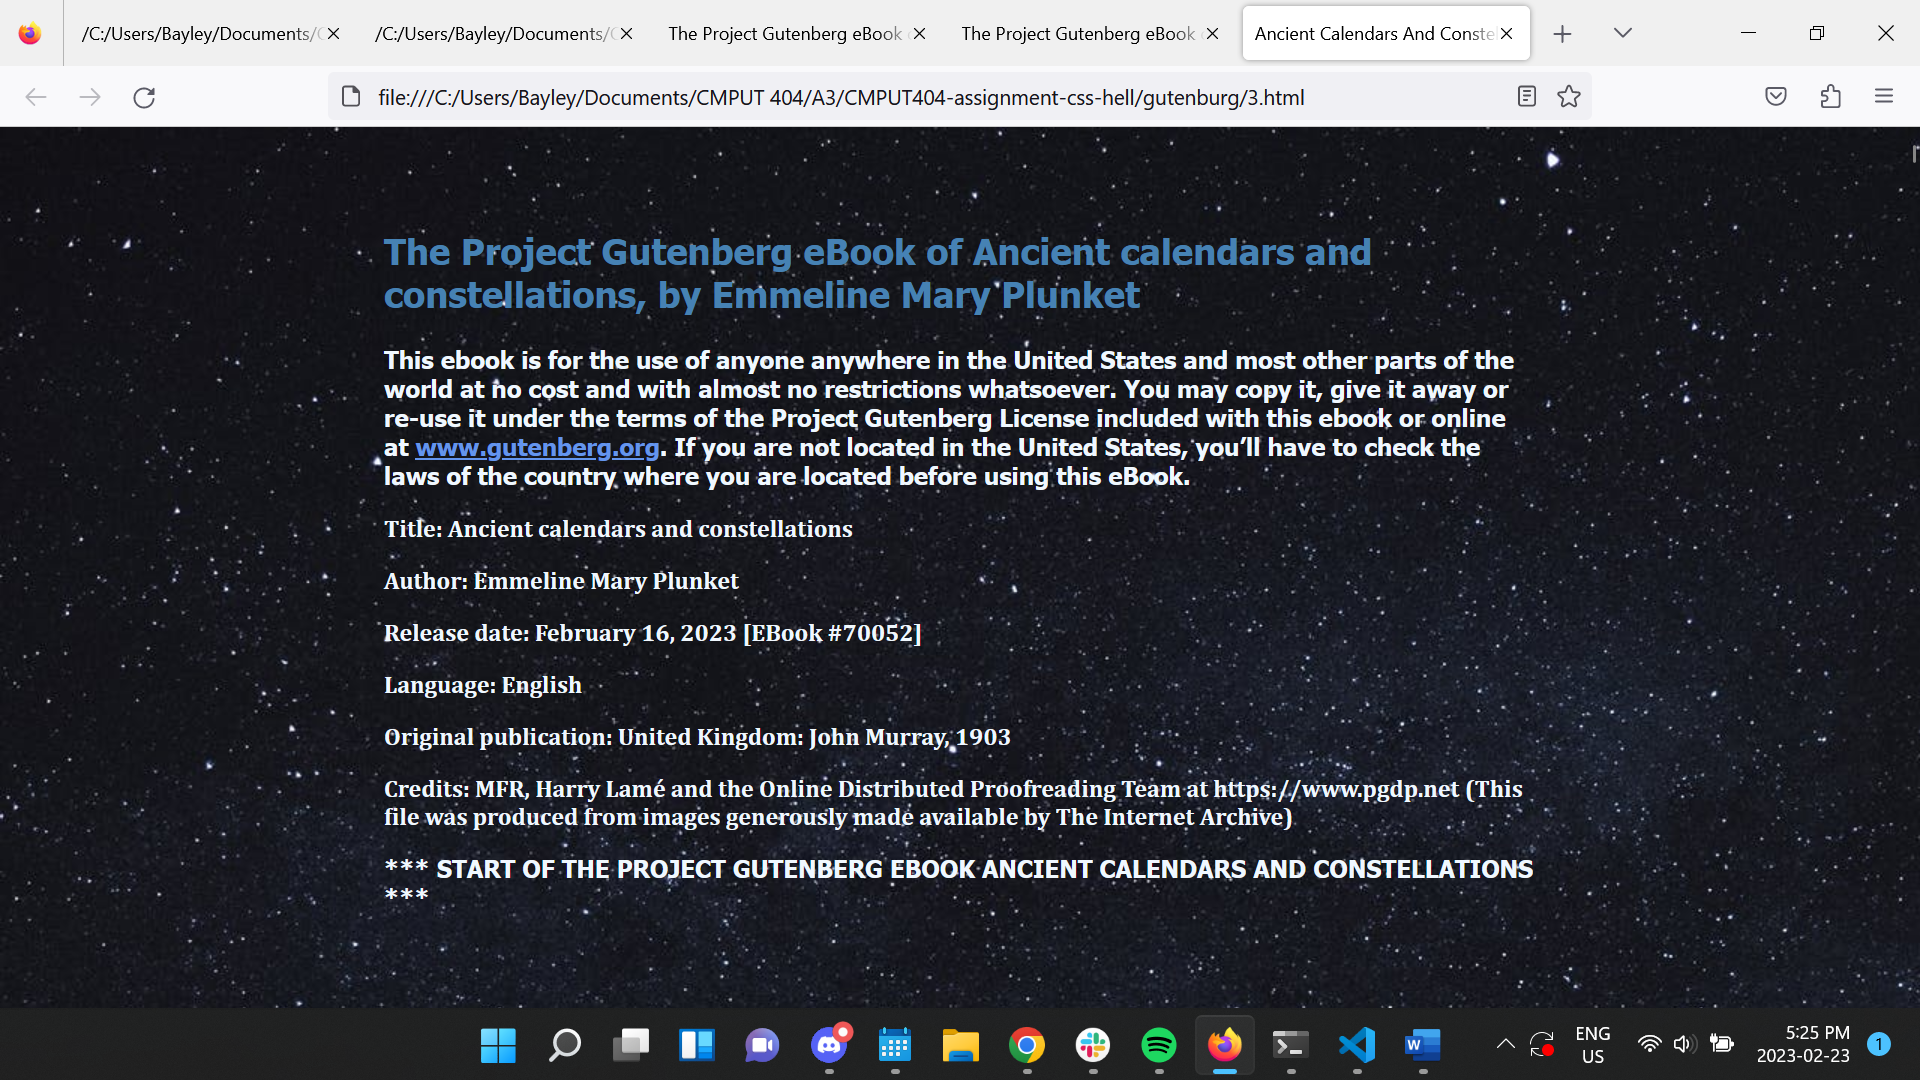 /C:/Users/Bayley/Documents/
/C:/Users/Bayley/Documents/
The Project Gutenberg eBook
The Project Gutenberg eBook
Ancient Calendars And Conste
file:///C:/Users/Bayley/Documents/CMPUT 404/A3/CMPUT404-assignment-css-hell/gutenburg/3.html
The Project Gutenberg eBook of Ancient calendars and
constellations, by Emmeline Mary Plunket
This ebook is for the use of anyone anywhere in the United States and most other parts of the
world at no cost and with almost no restrictions whatsoever. You may copy it, give it away or
re-use it under the terms of the Project Gutenberg License included with this ebook or online
at www.gutenberg.org. If you are not located in the United States, you’ll have to check the
laws of the country where you are located before using this eBook.
Title: Ancient calendars and constellations
Author: Emmeline Mary Plunket
Release date: February 16, 2023 [EBook #70052]
Language: English
Original publication: United Kingdom: John Murray, 1903
Credits: MFR, Harry Lamé and the Online Distributed Proofreading Team at https://www.pgdp.net (This
file was produced from images generously made available by The Internet Archive)
*** START OF THE PROJECT GUTENBERG EBOOK ANCIENT CALENDARS AND CONSTELLATIONS
***
ENG
US
5:25 PM
2023-02-23
1